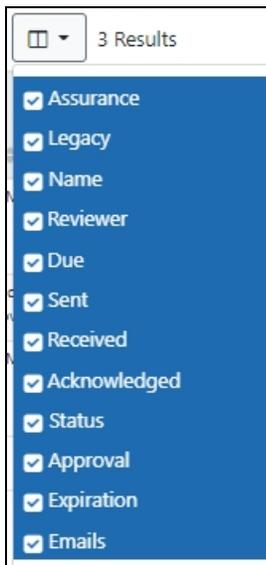 3 Results
Assurance
Legacy
Name
Reviewer
Due
Sent
Received
Acknowledged
Status
Approval
Expiration
Emails